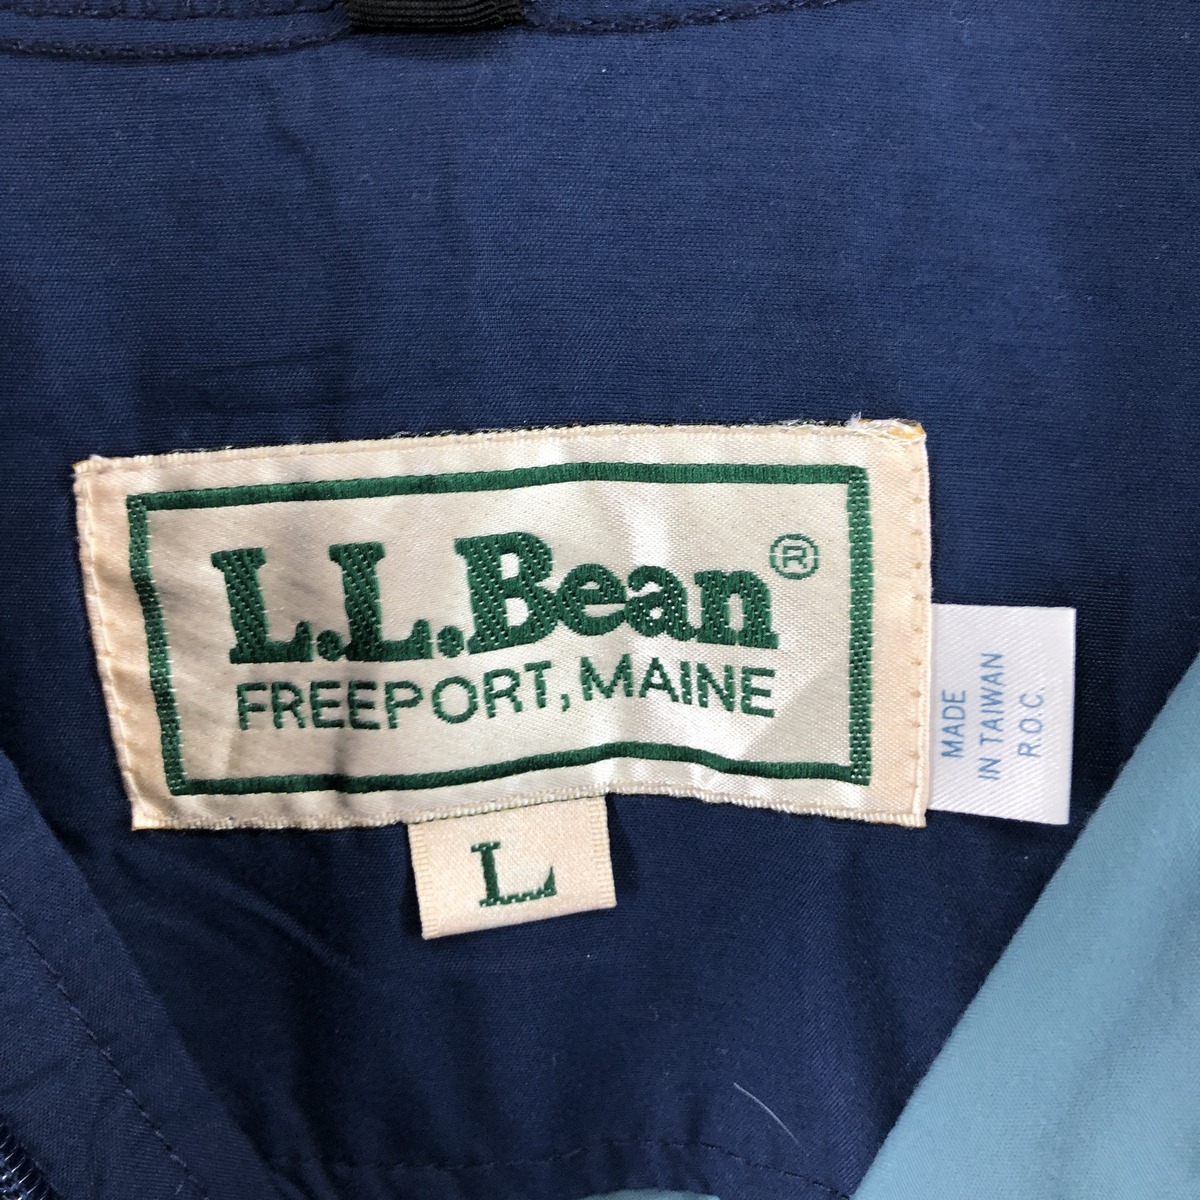 L.L.Bean®
FREEPORT, MAINE
L
MADE
IN TAIWAN
R.O.C.